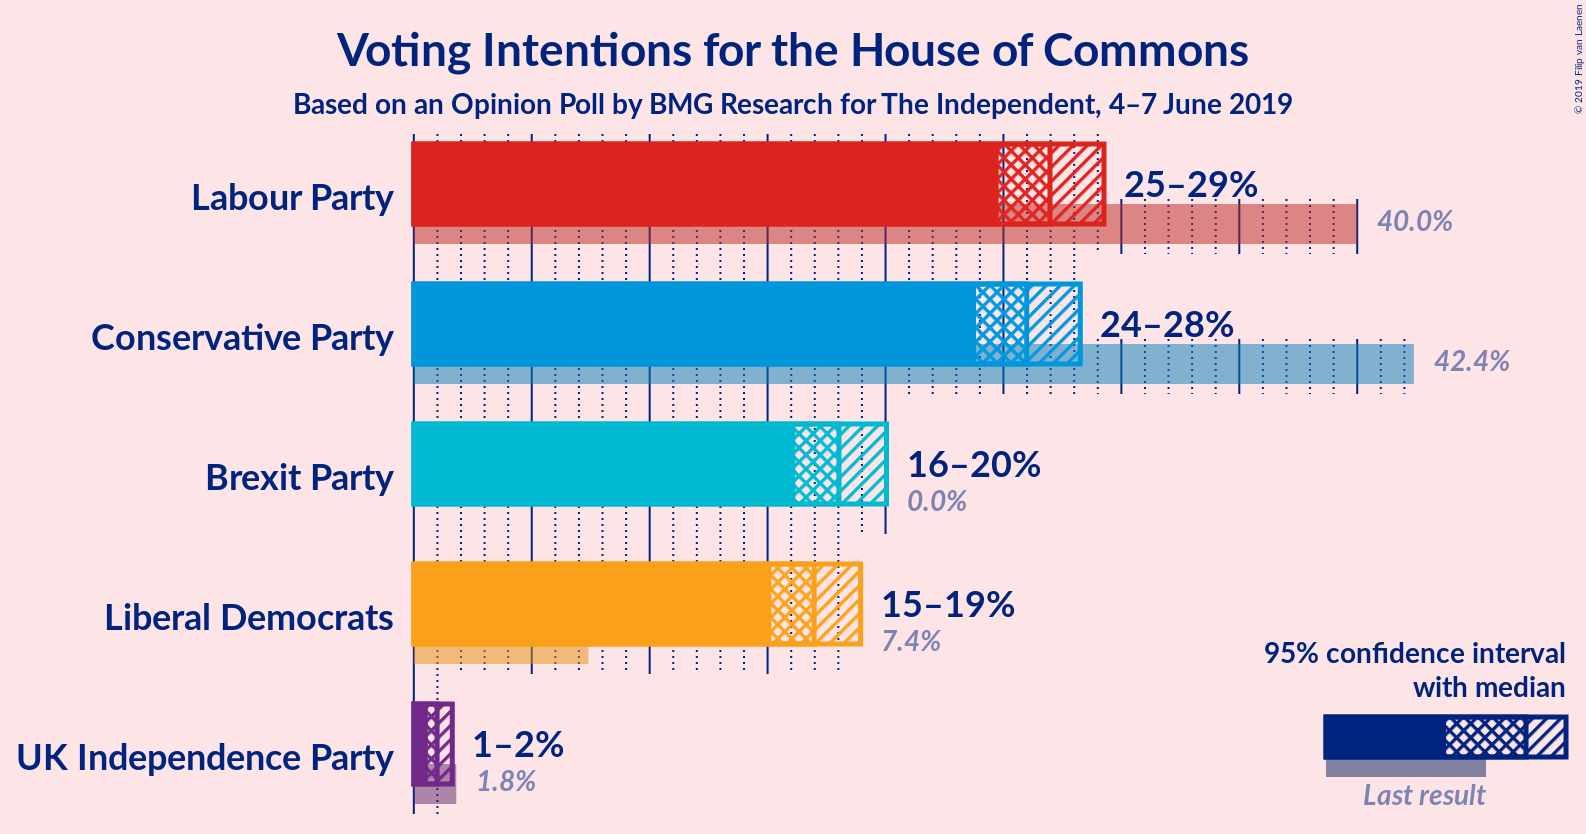 Voting Intentions for the House of Commons
Based on an Opinion Poll by BMG Research for The Independent, 4–7 June 2019
© 2019 Filip van Laenen
Labour Party
25–29%
40.0%
Conservative Party
24–28%
42.4%
Brexit Party
16–20%
0.0%
Liberal Democrats
15–19%
7.4%
UK Independence Party
1–2%
1.8%
95% confidence interval
with median
Last result